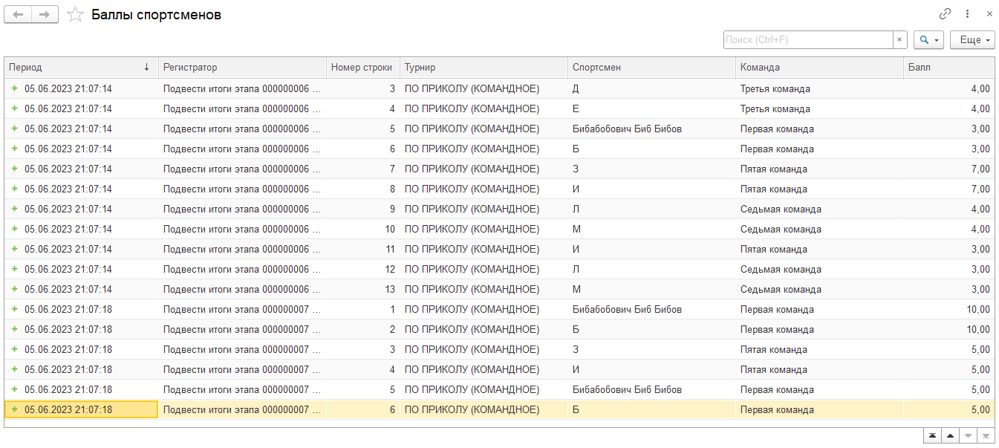 Баллы спортсменов
Поиск (Ctrl+F) × Еще
Период ↓ Регистратор Номер строки Турнир Спортсмен Команда Балл
05.06.2023 21:07:14 Подвести итоги этапа 000000006 ... 3 ПО ПРИКОЛУ (КОМАНДНОЕ) Д Третья команда 4,00
05.06.2023 21:07:14 Подвести итоги этапа 000000006 ... 4 ПО ПРИКОЛУ (КОМАНДНОЕ) Е Третья команда 4,00
05.06.2023 21:07:14 Подвести итоги этапа 000000006 ... 5 ПО ПРИКОЛУ (КОМАНДНОЕ) Бибабобович Биб Бибов Первая команда 3,00
05.06.2023 21:07:14 Подвести итоги этапа 000000006 ... 6 ПО ПРИКОЛУ (КОМАНДНОЕ) Б Первая команда 3,00
05.06.2023 21:07:14 Подвести итоги этапа 000000006 ... 7 ПО ПРИКОЛУ (КОМАНДНОЕ) З Пятая команда 7,00
05.06.2023 21:07:14 Подвести итоги этапа 000000006 ... 8 ПО ПРИКОЛУ (КОМАНДНОЕ) И Пятая команда 7,00
05.06.2023 21:07:14 Подвести итоги этапа 000000006 ... 9 ПО ПРИКОЛУ (КОМАНДНОЕ) Л Седьмая команда 4,00
05.06.2023 21:07:14 Подвести итоги этапа 000000006 ... 10 ПО ПРИКОЛУ (КОМАНДНОЕ) М Седьмая команда 4,00
05.06.2023 21:07:14 Подвести итоги этапа 000000006 ... 11 ПО ПРИКОЛУ (КОМАНДНОЕ) И Пятая команда 3,00
05.06.2023 21:07:14 Подвести итоги этапа 000000006 ... 12 ПО ПРИКОЛУ (КОМАНДНОЕ) Л Седьмая команда 3,00
05.06.2023 21:07:14 Подвести итоги этапа 000000006 ... 13 ПО ПРИКОЛУ (КОМАНДНОЕ) М Седьмая команда 3,00
05.06.2023 21:07:18 Подвести итоги этапа 000000007 ... 1 ПО ПРИКОЛУ (КОМАНДНОЕ) Бибабобович Биб Бибов Первая команда 10,00
05.06.2023 21:07:18 Подвести итоги этапа 000000007 ... 2 ПО ПРИКОЛУ (КОМАНДНОЕ) Б Первая команда 10,00
05.06.2023 21:07:18 Подвести итоги этапа 000000007 ... 3 ПО ПРИКОЛУ (КОМАНДНОЕ) З Пятая команда 5,00
05.06.2023 21:07:18 Подвести итоги этапа 000000007 ... 4 ПО ПРИКОЛУ (КОМАНДНОЕ) И Пятая команда 5,00
05.06.2023 21:07:18 Подвести итоги этапа 000000007 ... 5 ПО ПРИКОЛУ (КОМАНДНОЕ) Бибабобович Биб Бибов Первая команда 5,00
05.06.2023 21:07:18 Подвести итоги этапа 000000007 ... 6 ПО ПРИКОЛУ (КОМАНДНОЕ) Б Первая команда 5,00